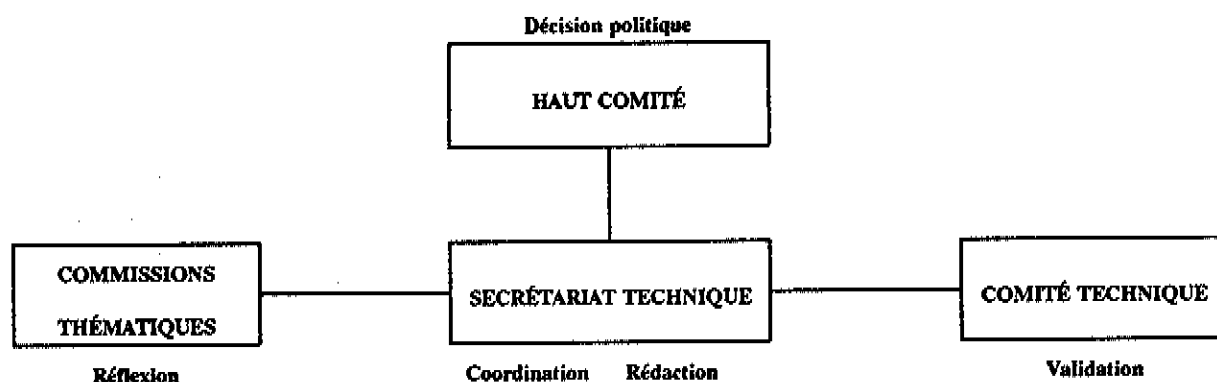 Décision politique
HAUT COMITÉ
COMMISSIONS
THÉMATIQUES
SECRÉTARIAT TECHNIQUE
COMITÉ TECHNIQUE
Réflexion
Coordination Rédaction
Validation